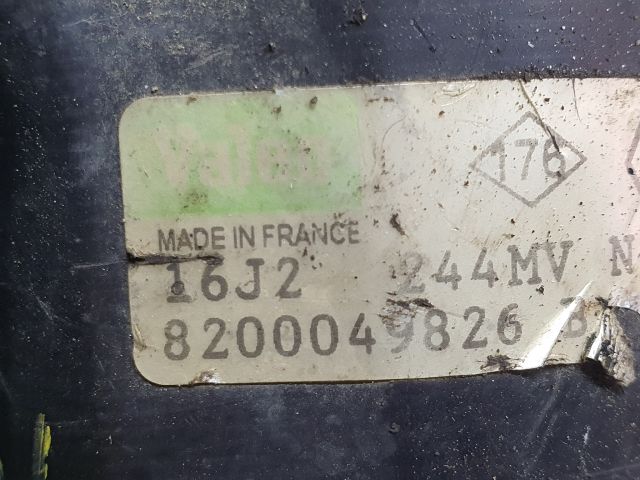 Valeo
176
MADE IN FRANCE
16J2 244MV N
8200049826 B